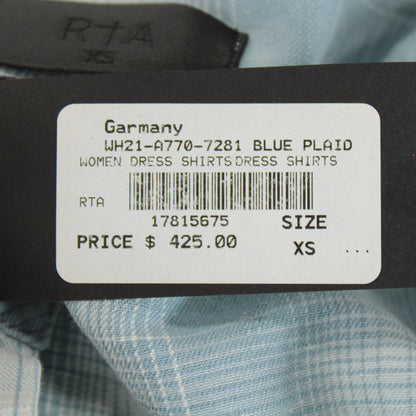 R†A
XS
Garmany
WH21-A770-7281 BLUE PLAID
WOMEN DRESS SHIRTS DRESS SHIRTS
RTA
17815675
SIZE
PRICE $ 425.00
XS ...